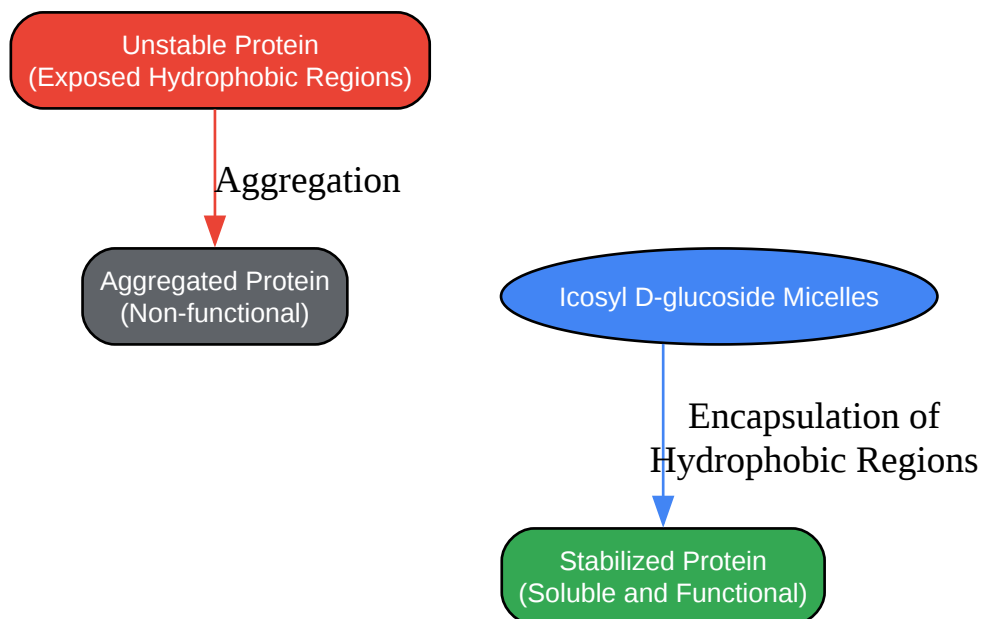 Unstable Protein
(Exposed Hydrophobic Regions)
Aggregation
Aggregated Protein
(Non-functional)
Icosyl D-glucoside Micelles
Encapsulation of
Hydrophobic Regions
Stabilized Protein
(Soluble and Functional)